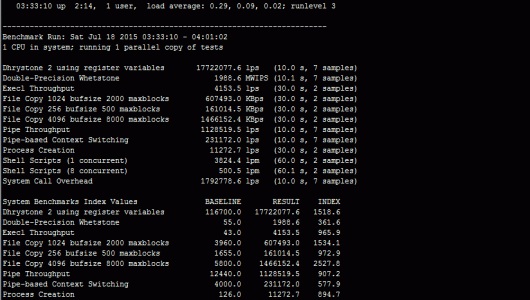 03:33:10 up  2:14,  1 user,  load average: 0.29, 0.09, 0.02; runlevel 3
------------------------------------------------------------------------
Benchmark Run: Sat Jul 18 2015 03:33:10 - 04:01:02
1 CPU in system; running 1 parallel copy of tests
Dhrystone 2 using register variables 17722077.6 lps (10.0 s, 7 samples)
Double-Precision Whetstone 1988.6 MWIPS (10.1 s, 7 samples)
Execl Throughput 4153.5 lps (30.0 s, 2 samples)
File Copy 1024 bufsize 2000 maxblocks 607493.0 KBps (30.0 s, 2 samples)
File Copy 256 bufsize 500 maxblocks 161014.5 KBps (30.0 s, 2 samples)
File Copy 4096 bufsize 8000 maxblocks 1466152.4 KBps (30.0 s, 2 samples)
Pipe Throughput 1128519.5 lps (10.0 s, 7 samples)
Pipe-based Context Switching 231172.0 lps (10.0 s, 7 samples)
Process Creation 11272.7 lps (30.0 s, 2 samples)
Shell Scripts (1 concurrent) 3824.4 lpm (60.0 s, 2 samples)
Shell Scripts (8 concurrent) 500.5 lpm (60.1 s, 2 samples)
System Call Overhead 1792778.6 lps (10.0 s, 7 samples)
System Benchmarks Index Values BASELINE RESULT INDEX
Dhrystone 2 using register variables 116700.0 17722077.6 1518.6
Double-Precision Whetstone 55.0 1988.6 361.6
Execl Throughput 43.0 4153.5 965.9
File Copy 1024 bufsize 2000 maxblocks 3960.0 607493.0 1534.1
File Copy 256 bufsize 500 maxblocks 1655.0 161014.5 972.9
File Copy 4096 bufsize 8000 maxblocks 5800.0 1466152.4 2527.8
Pipe Throughput 12440.0 1128519.5 907.2
Pipe-based Context Switching 4000.0 231172.0 577.9
Process Creation 126.0 11272.7 894.7